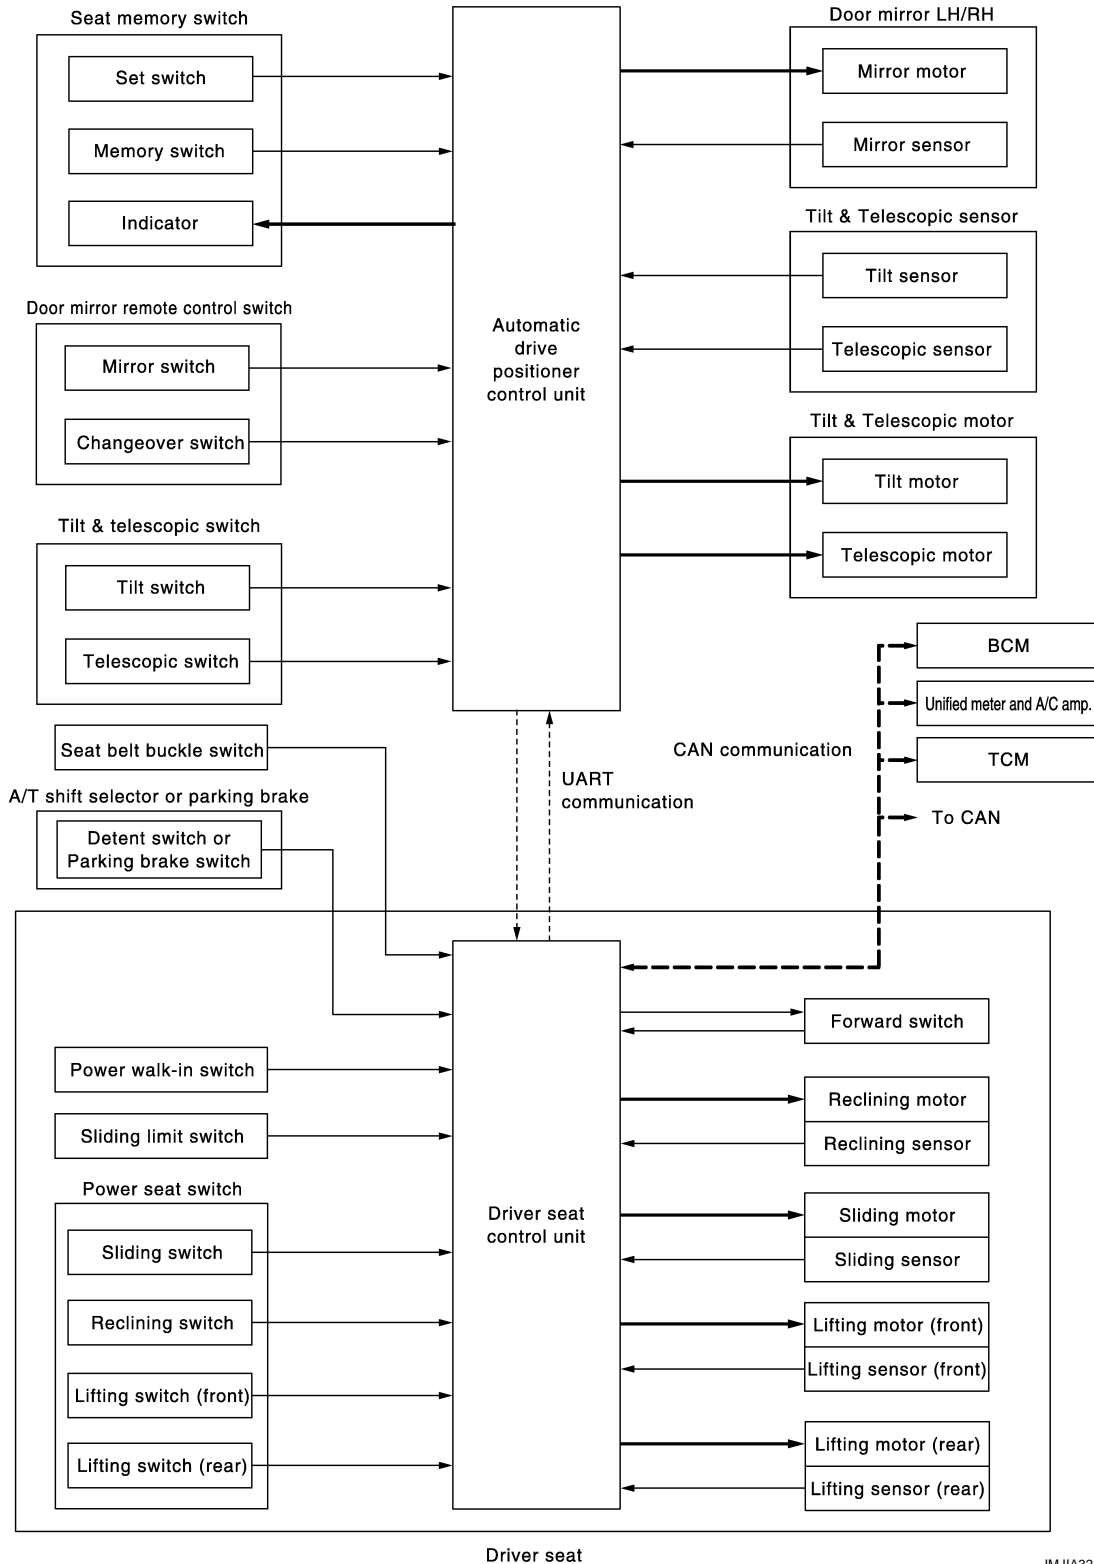 Seat memory switch
Set switch
Memory switch
Indicator
Door mirror remote control switch
Mirror switch
Changeover switch
Tilt & telescopic switch
Tilt switch
Telescopic switch
Seat belt buckle switch
A/T shift selector or parking brake
Detent switch or
Parking brake switch
Automatic
drive
positioner
control unit
Door mirror LH/RH
Mirror motor
Mirror sensor
Tilt & Telescopic sensor
Tilt sensor
Telescopic sensor
Tilt & Telescopic motor
Tilt motor
Telescopic motor
BCM
Unified meter and A/C amp.
TCM
To CAN
CAN communication
UART
communication
Power walk-in switch
Sliding limit switch
Power seat switch
Sliding switch
Reclining switch
Lifting switch (front)
Lifting switch (rear)
Driver seat
control unit
Forward switch
Reclining motor
Reclining sensor
Sliding motor
Sliding sensor
Lifting motor (front)
Lifting sensor (front)
Lifting motor (rear)
Lifting sensor (rear)
Driver seat